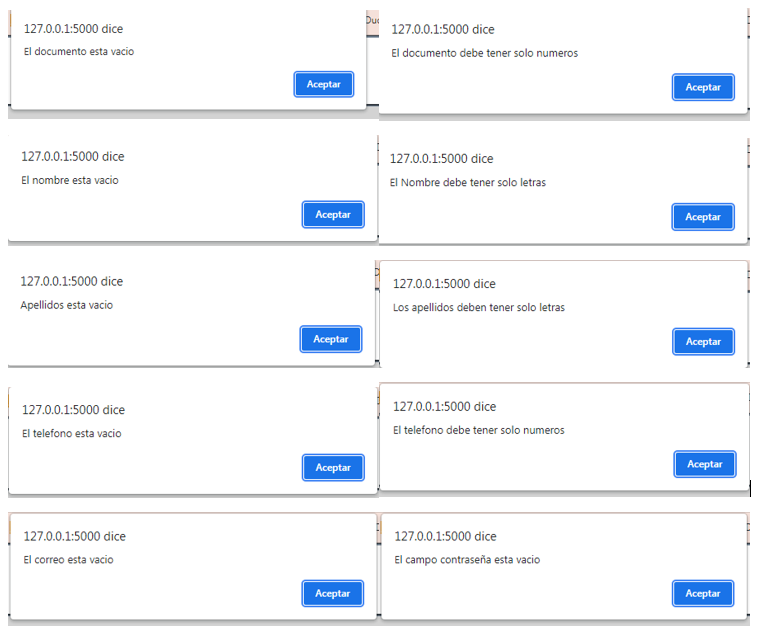 127.0.0.1:5000 dice
El documento esta vacio
Aceptar
127.0.0.1:5000 dice
El documento debe tener solo numeros
Aceptar
127.0.0.1:5000 dice
El nombre esta vacio
Aceptar
127.0.0.1:5000 dice
El Nombre debe tener solo letras
Aceptar
127.0.0.1:5000 dice
Apellidos esta vacio
Aceptar
127.0.0.1:5000 dice
Los apellidos deben tener solo letras
Aceptar
127.0.0.1:5000 dice
El telefono esta vacio
Aceptar
127.0.0.1:5000 dice
El telefono debe tener solo numeros
Aceptar
127.0.0.1:5000 dice
El correo esta vacio
Aceptar
127.0.0.1:5000 dice
El campo contraseña esta vacio
Aceptar